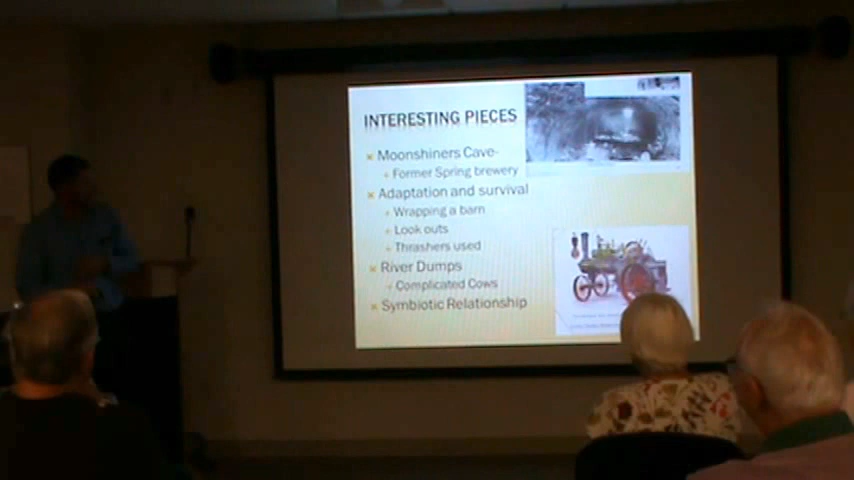 INTERESTING PIECES
Moonshiners Cave-
Former Spring brewery
Adaptation and survival
Wrapping a barn
Look outs
Thrashers used
River Dumps
Complicated Cows
Symbiotic Relationship